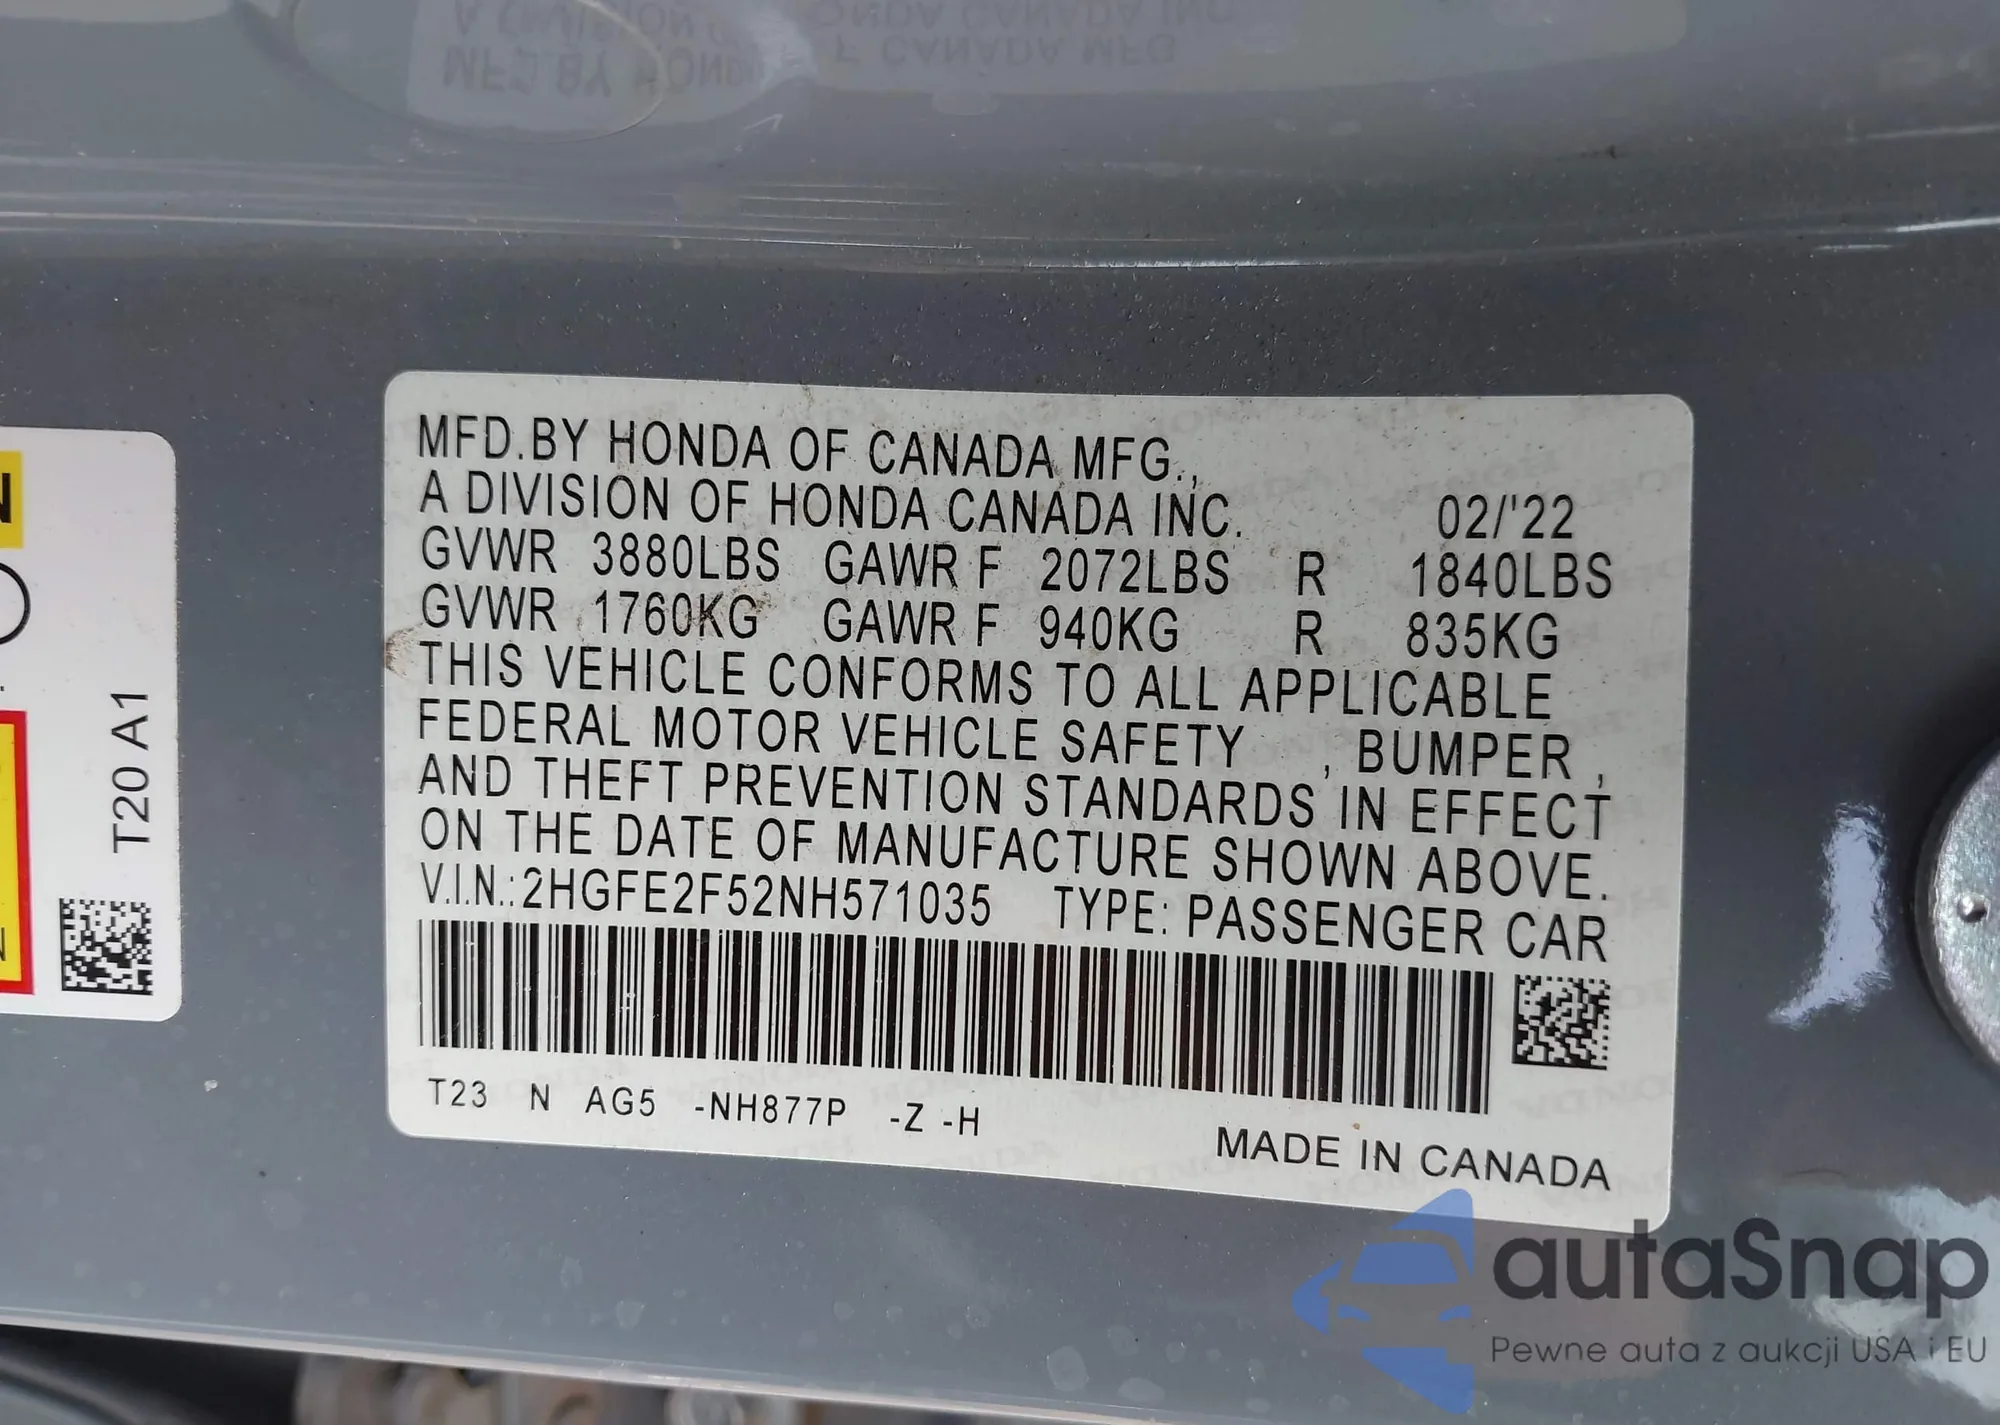 MFD.BY HONDA OF CANADA MFG.,
A DIVISION OF HONDA CANADA INC. 02/'22
GVWR 3880LBS GAWR F 2072LBS R 1840LBS
GVWR 1760KG GAWR F 940KG R 835KG
THIS VEHICLE CONFORMS TO ALL APPLICABLE
FEDERAL MOTOR VEHICLE SAFETY , BUMPER ,
AND THEFT PREVENTION STANDARDS IN EFFECT
ON THE DATE OF MANUFACTURE SHOWN ABOVE.
V.I.N.: 2HGFE2F52NH571035 TYPE: PASSENGER CAR
T23 N AG5 -NH877P -Z -H
MADE IN CANADA
T20 A1
N
N
autaSnap
Pewne auta z aukcji USA i EU